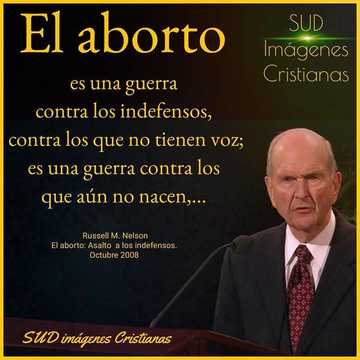 El aborto
SUD
Imágenes
Cristianas
es una guerra
contra los indefensos,
contra los que no tienen voz;
es una guerra contra los
que aún no nacen,...
Russell M. Nelson
El aborto: Asalto a los indefensos.
Octubre 2008
SUD imágenes Cristianas